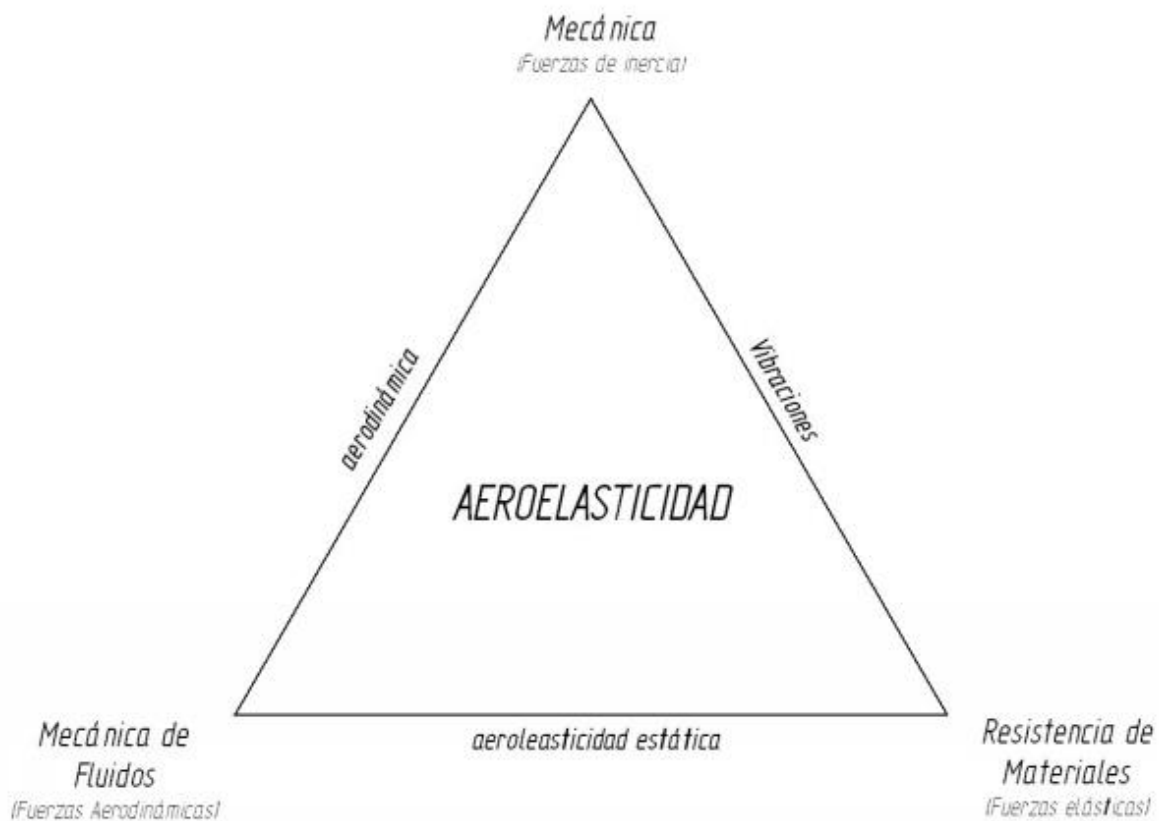 Mecánica
(Fuerzas de inercia)
aerodinámica
Vibraciones
AEROELASTICIDAD
aeroleasticidad estática
Mecánica de
Fluidos
(Fuerzas Aerodinámicas)
Resistencia de
Materiales
(Fuerzas elásticas)